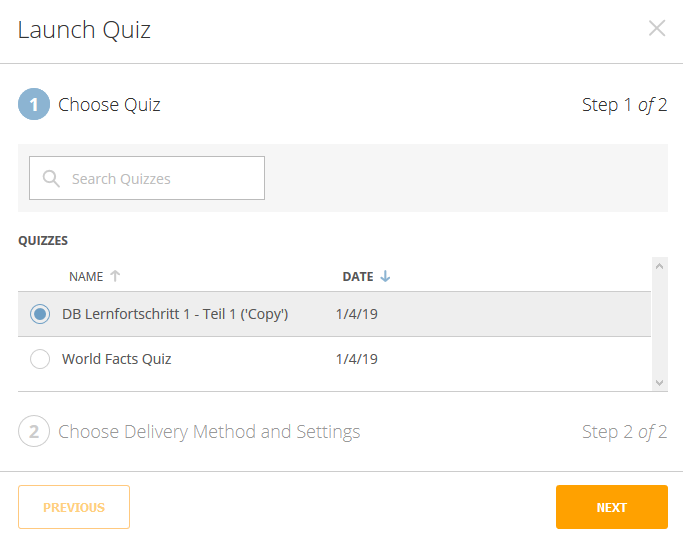 Launch Quiz
1 Choose Quiz Step 1 of 2
Search Quizzes
QUIZZES
NAME DATE
DB Lernfortschritt 1 - Teil 1 ('Copy') 1/4/19
World Facts Quiz 1/4/19
2 Choose Delivery Method and Settings Step 2 of 2
PREVIOUS NEXT